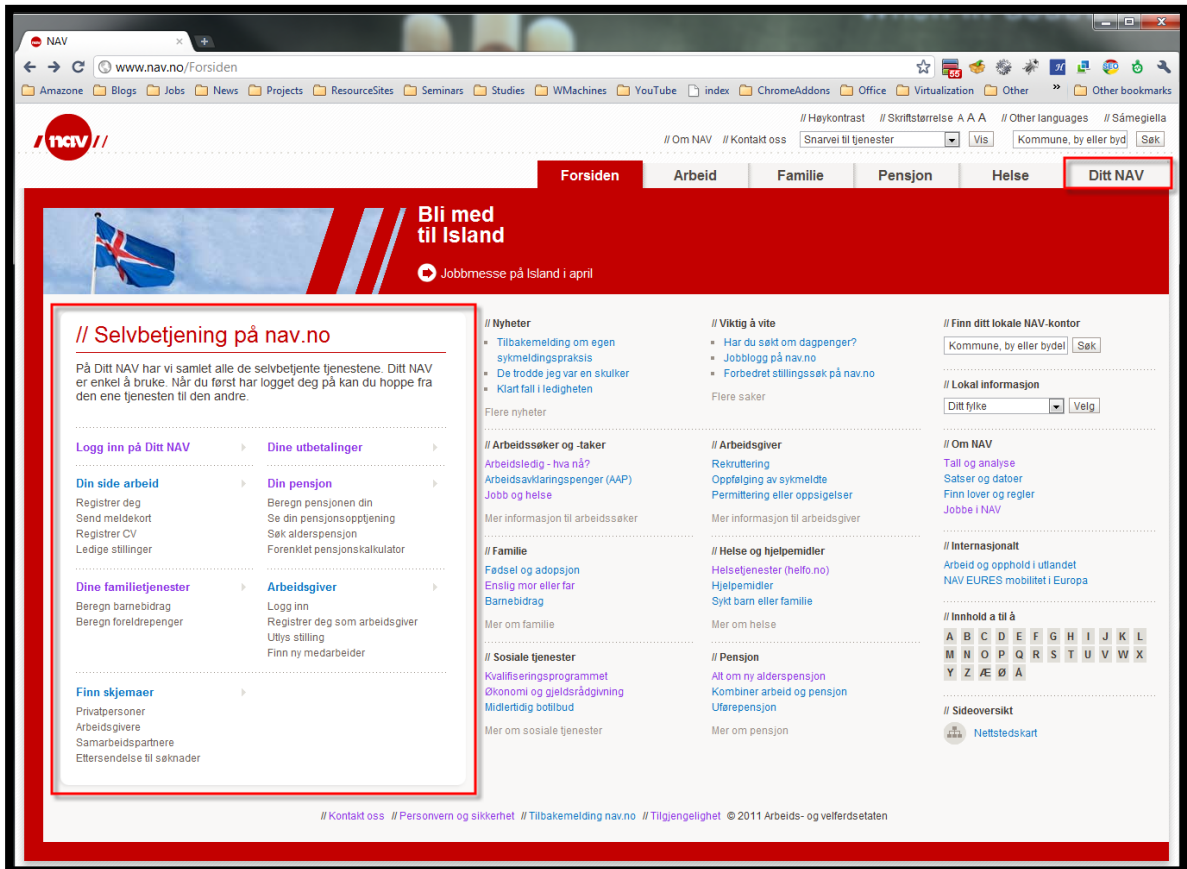 NAV
www.nav.no/Forsiden
Amazone Blogs Jobs News Projects ResourceSites Seminars Studies WMachines YouTube index ChromeAddons Office Virtualization Other » Other bookmarks
55
// Høykontrast // Skriftstørrelse A A A // Other languages // Sámegiella
nav
// Om NAV // Kontakt oss Snarvei til tjenester Vis Kommune, by eller byd Søk
Forsiden Arbeid Familie Pensjon Helse Ditt NAV
Bli med
til Island
Jobbmesse på Island i april
// Selvbetjening på nav.no
På Ditt NAV har vi samlet alle de selvbetjente tjenestene. Ditt NAV
er enkel å bruke. Når du først har logget deg på kan du hoppe fra
den ene tjenesten til den andre.
Logg inn på Ditt NAV
Dine utbetalinger
Din side arbeid
Registrer deg
Send meldekort
Registrer CV
Ledige stillinger
Din pensjon
Beregn pensjonen din
Se din pensjonsopptjening
Søk alderspensjon
Forenklet pensjonskalkulator
Dine familietjenester
Beregn barnebidrag
Beregn foreldrepenger
Arbeidsgiver
Logg inn
Registrer deg som arbeidsgiver
Utlys stilling
Finn ny medarbeider
Finn skjemaer
Privatpersoner
Arbeidsgivere
Samarbeidspartnere
Ettersendelse til søknader
// Nyheter
Tilbakemelding om egen
sykmeldingspraksis
De trodde jeg var en skulker
Klart fall i ledigheten
Flere nyheter
// Viktig å vite
Har du søkt om dagpenger?
Jobblogg på nav.no
Forbedret stillingssøk på nav.no
Flere saker
// Arbeidssøker og -taker
Arbeidsledig - hva nå?
Arbeidsavklaringspenger (AAP)
Jobb og helse
Mer informasjon til arbeidssøker
// Arbeidsgiver
Rekruttering
Oppfølging av sykmeldte
Permittering eller oppsigelser
Mer informasjon til arbeidsgiver
// Familie
Fødsel og adopsjon
Enslig mor eller far
Barnebidrag
Mer om familie
// Helse og hjelpemidler
Helsetjenester (helfo.no)
Hjelpemidler
Sykt barn eller familie
Mer om helse
// Sosiale tjenester
Kvalifiseringsprogrammet
Økonomi og gjeldsrådgivning
Midlertidig botilbud
Mer om sosiale tjenester
// Pensjon
Alt om ny alderspensjon
Kombiner arbeid og pensjon
Uførepensjon
Mer om pensjon
// Finn ditt lokale NAV-kontor
Kommune, by eller bydel Søk
// Lokal informasjon
Ditt fylke Velg
// Om NAV
Tall og analyse
Satser og datoer
Finn lover og regler
Jobbe i NAV
// Internasjonalt
Arbeid og opphold i utlandet
NAV EURES mobilitet i Europa
// Innhold a til å
A B C D E F G H I J K L
M N O P Q R S T U V W X
Y Z Æ Ø Å
// Sideoversikt
Nettstedskart
// Kontakt oss // Personvern og sikkerhet // Tilbakemelding nav.no // Tilgjengelighet © 2011 Arbeids- og velferdsetaten